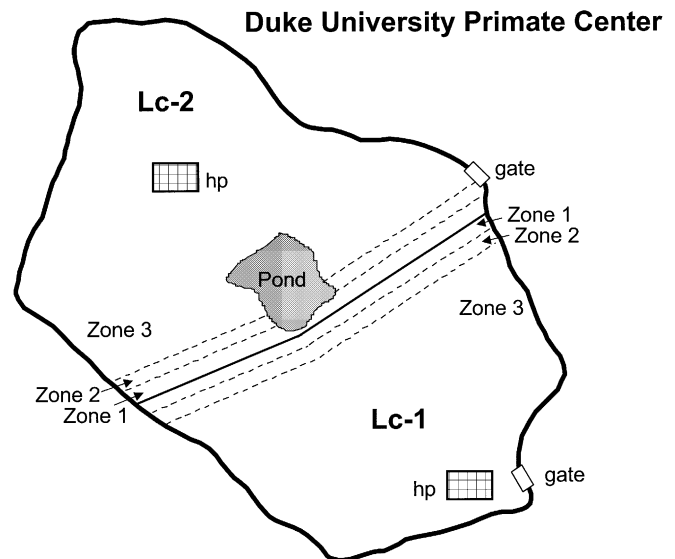 Duke University Primate Center
Lc-2
hp
gate
Zone 1
Zone 2
Pond
Zone 3
Zone 3
Zone 2
Zone 1
Lc-1
hp
gate